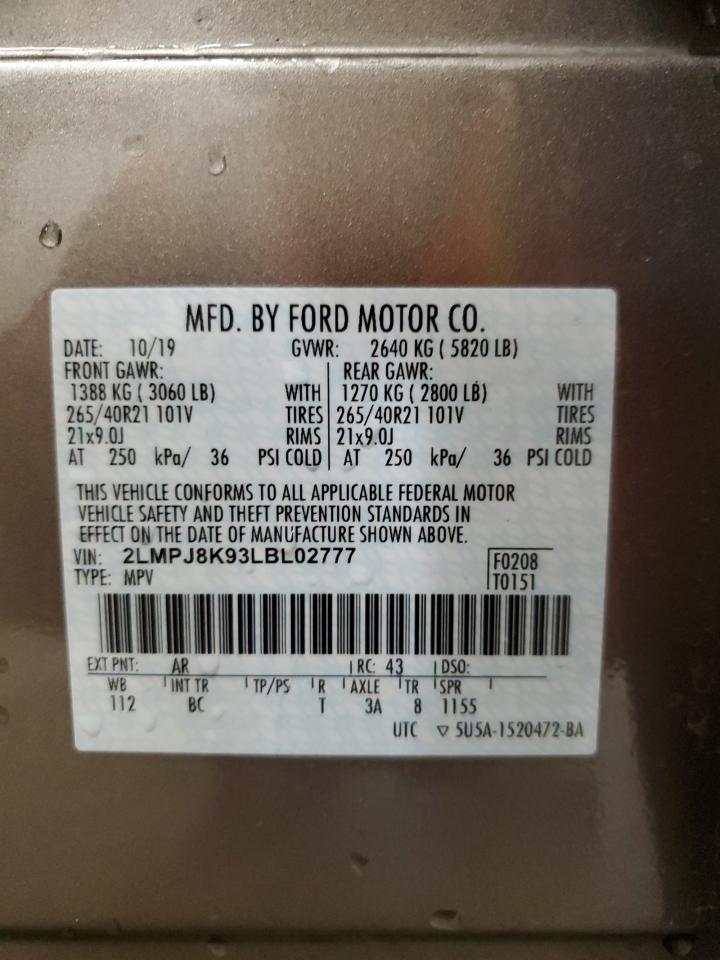 MFD. BY FORD MOTOR CO.
DATE: 10/19 GVWR: 2640 KG ( 5820 LB)
FRONT GAWR: REAR GAWR:
1388 KG ( 3060 LB) WITH 1270 KG ( 2800 LB) WITH
265/40R21 101V TIRES 265/40R21 101V TIRES
21x9.0J RIMS 21x9.0J RIMS
AT 250 kPa/ 36 PSI COLD AT 250 kPa/ 36 PSI COLD
THIS VEHICLE CONFORMS TO ALL APPLICABLE FEDERAL MOTOR
VEHICLE SAFETY AND THEFT PREVENTION STANDARDS IN
EFFECT ON THE DATE OF MANUFACTURE SHOWN ABOVE.
VIN: 2LMPJ8K93LBL02777 F0208
TYPE: MPV T0151
EXT PNT: AR RC: 43 DSO:
WB INT TR TP/PS R AXLE TR SPR
112 BC T 3A 8 1155
UTC ▽ 5U5A-1520472-BA